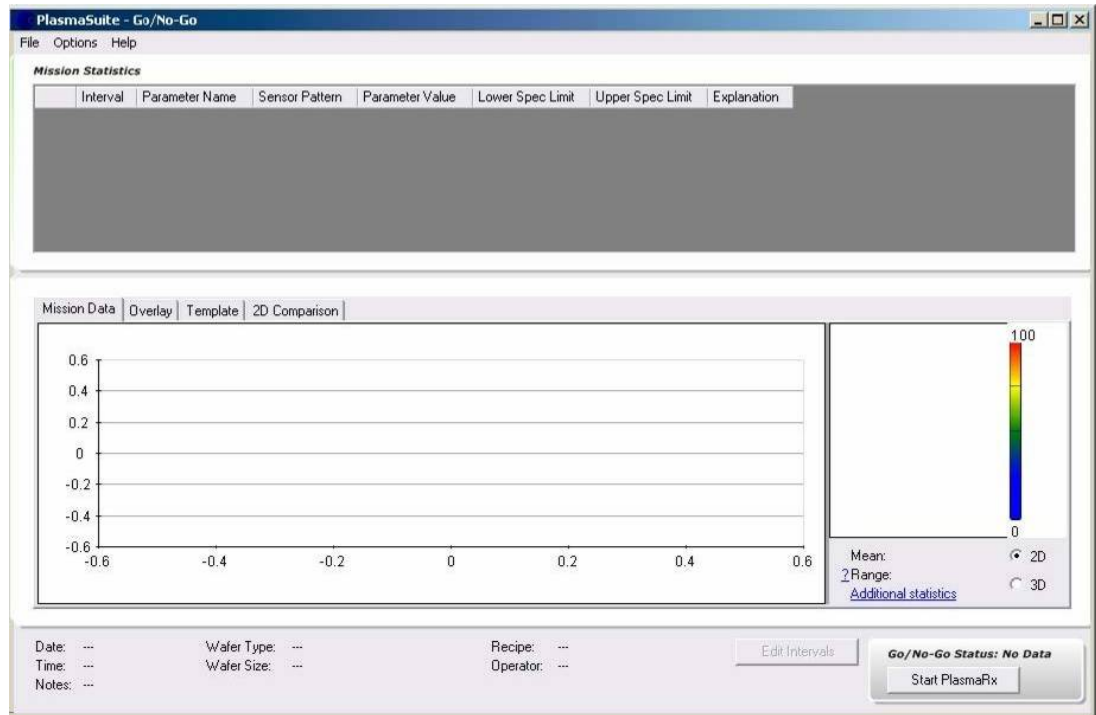 PlasmaSuite - Go/No-Go
File Options Help
Mission Statistics
Interval Parameter Name Sensor Pattern Parameter Value Lower Spec Limit Upper Spec Limit Explanation
Mission Data Overlay Template 2D Comparison
0.6
0.4
0.2
0
-0.2
-0.4
-0.6
-0.6 -0.4 -0.2 0 0.2 0.4 0.6
100
0
Mean: 2D
?Range: 3D
Additional statistics
Date: --- Wafer Type: --- Recipe: --- Edit Intervals
Time: --- Wafer Size: --- Operator: ---
Notes: ---
Go/No-Go Status: No Data
Start PlasmaRx